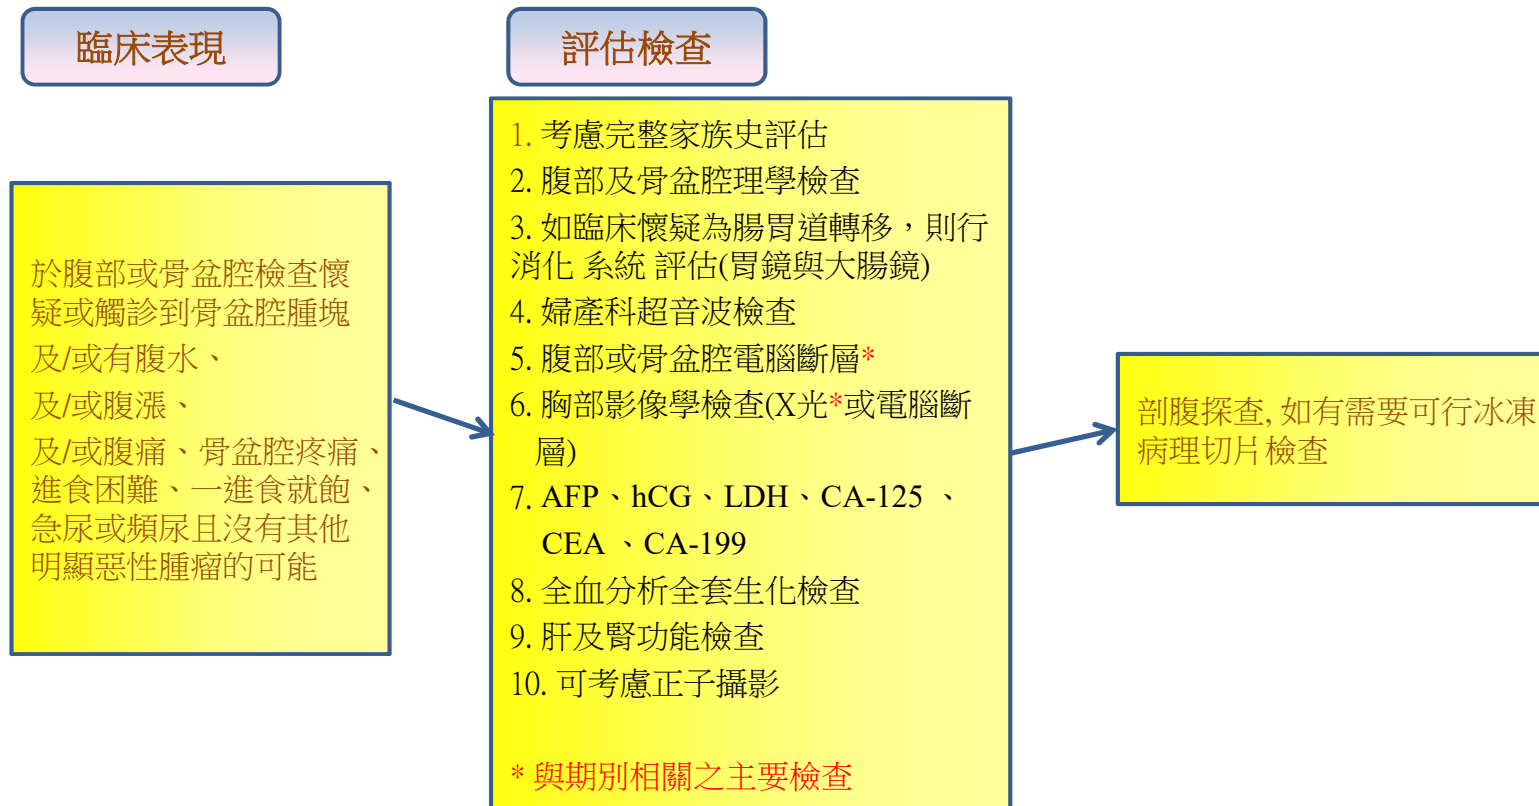 臨床表現
評估檢查
於腹部或骨盆腔檢查懷
疑或觸診到骨盆腔腫塊
及/或有腹水、
及/或腹漲、
及/或腹痛、骨盆腔疼痛、
進食困難、一進食就飽、
急尿或頻尿且沒有其他
明顯惡性腫瘤的可能
1. 考慮完整家族史評估
2. 腹部及骨盆腔理學檢查
3. 如臨床懷疑為腸胃道轉移，則行
消化 系統 評估(胃鏡與大腸鏡)
4. 婦產科超音波檢查
5. 腹部或骨盆腔電腦斷層*
6. 胸部影像學檢查(X光*或電腦斷
層)
7. AFP、hCG、LDH、CA-125 、
CEA 、CA-199
8. 全血分析全套生化檢查
9. 肝及腎功能檢查
10. 可考慮正子攝影
* 與期別相關之主要檢查
剖腹探查, 如有需要可行冰凍
病理切片檢查